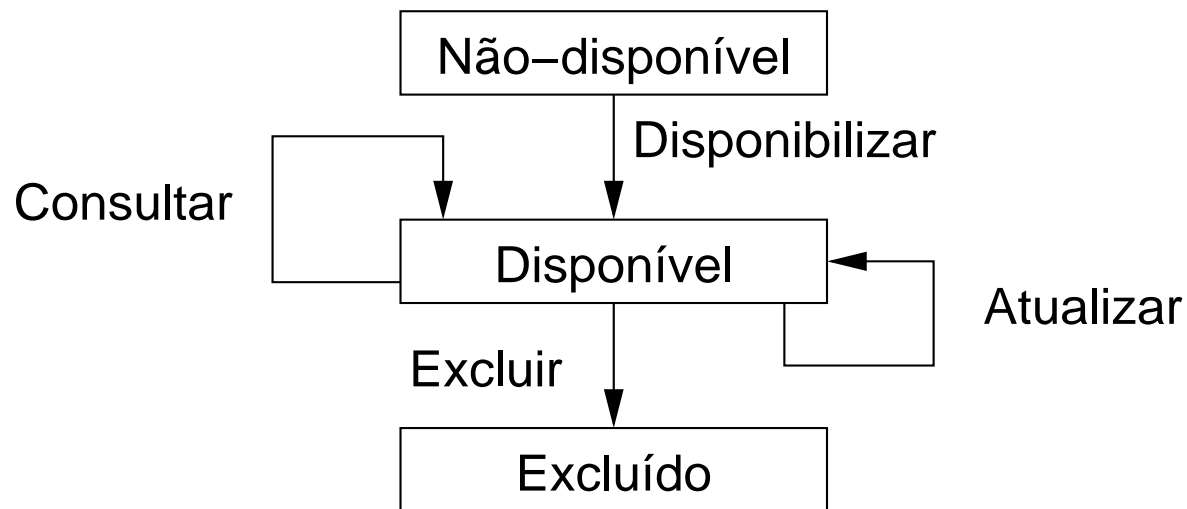 Não–disponível
Disponibilizar
Consultar
Disponível
Atualizar
Excluir
Excluído